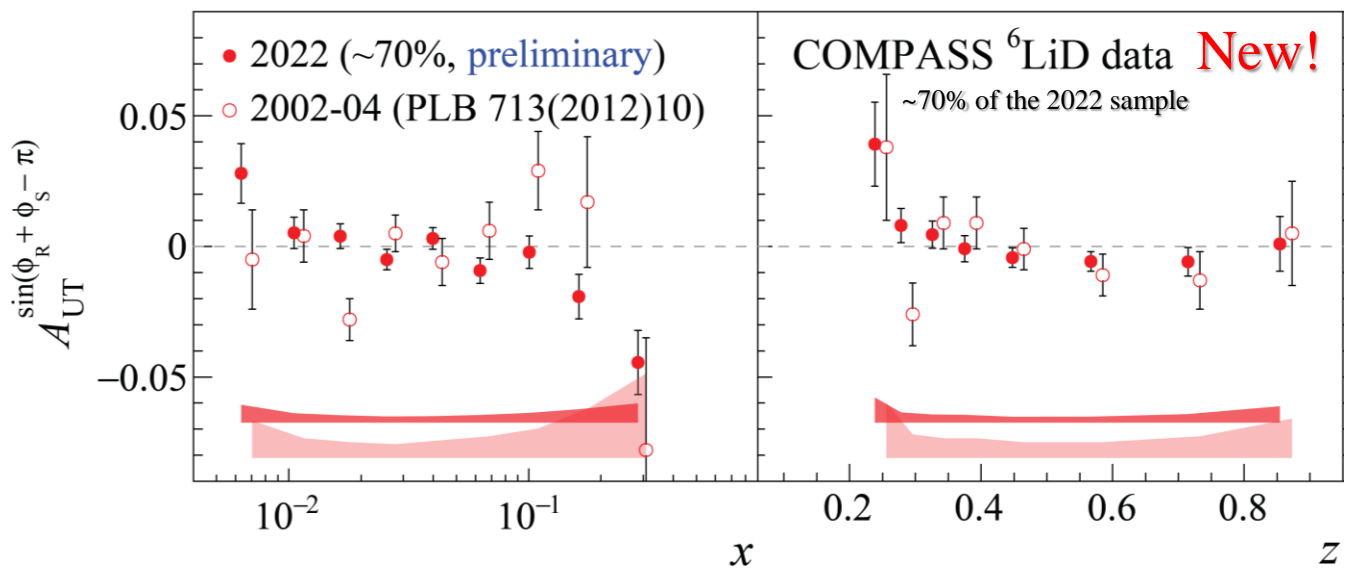 2022 (~70%, preliminary)
2002-04 (PLB 713(2012)10)
COMPASS ⁶LiD data New!
~70% of the 2022 sample
A_UT^sin(ϕ_R + ϕ_S − π)
0.05
0
−0.05
10⁻²
10⁻¹
x
0.2
0.4
0.6
0.8
z